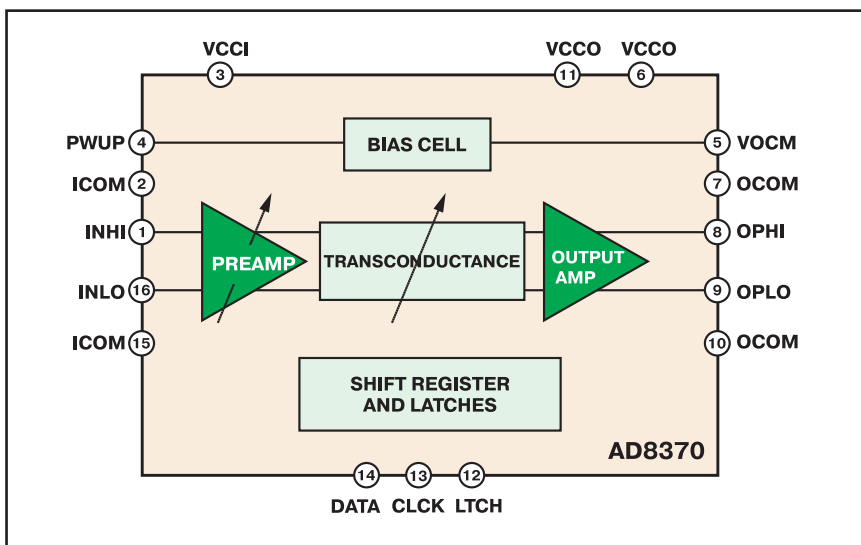 VCCI VCCO VCCO
3 11 6
PWUP 4 BIAS CELL 5 VOCM
ICOM 2 7 OCOM
INHI 1 8 OPHI
PREAMP TRANSCONDUCTANCE OUTPUT
AMP
INLO 16 9 OPLO
ICOM 15 10 OCOM
SHIFT REGISTER
AND LATCHES
AD8370
14 13 12
DATA CLCK LTCH